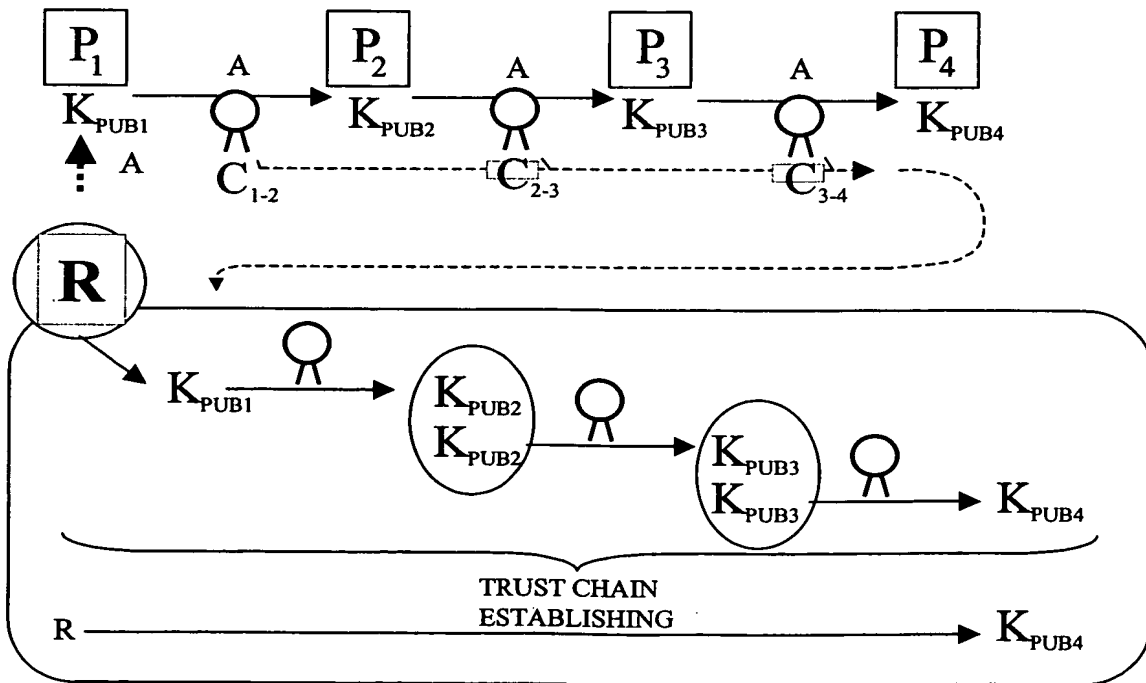 P1 A P2 A P3 A P4
KPUB1 KPUB2 KPUB3 KPUB4
A
C1-2 C2-3 C3-4
R
KPUB1
KPUB2
KPUB2
KPUB3
KPUB3
KPUB4
TRUST CHAIN
ESTABLISHING
R KPUB4